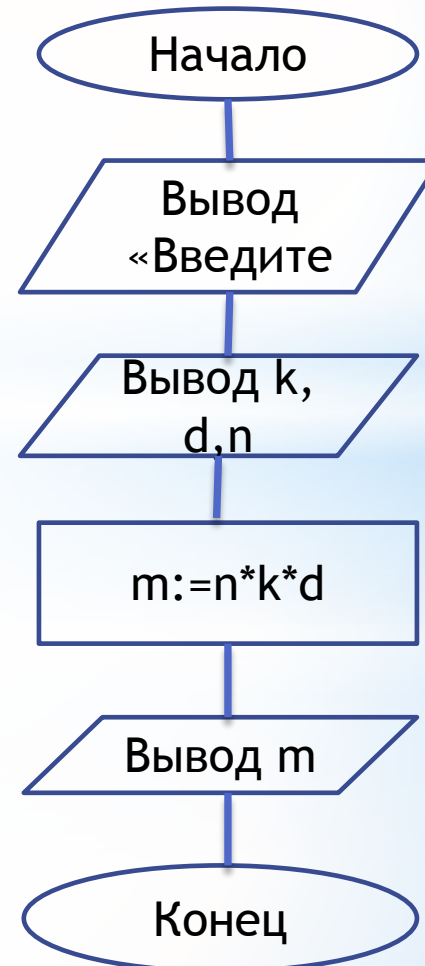 Начало
Вывод
«Введите
Вывод k,
d,n
m:=n*k*d
Вывод m
Конец